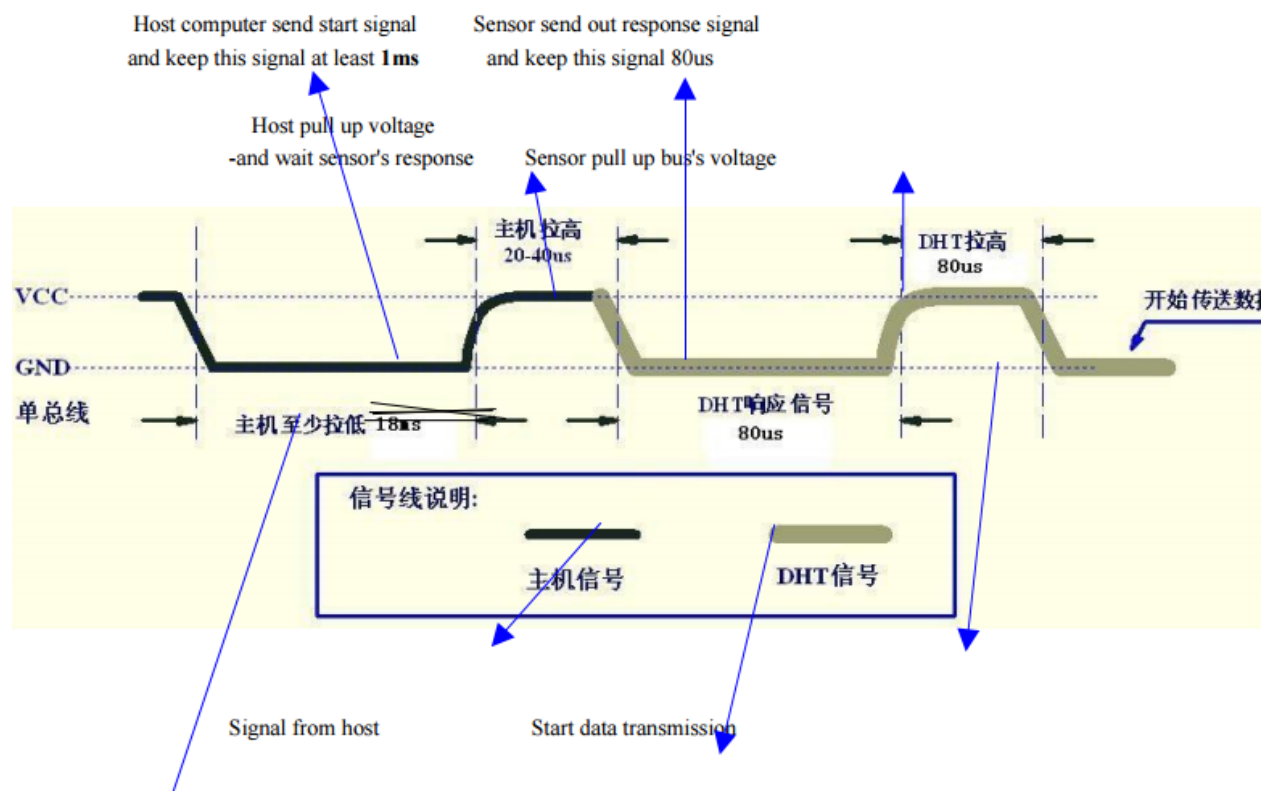 Host computer send start signal
and keep this signal at least 1ms
Sensor send out response signal
and keep this signal 80us
Host pull up voltage
-and wait sensor's response
Sensor pull up bus's voltage
主机拉高
20-40us
DHT拉高
80us
VCC
开始传送数据
GND
单总线
主机至少拉低 18ms
DHT响应信号
80us
信号线说明:
主机信号
DHT信号
Signal from host
Start data transmission